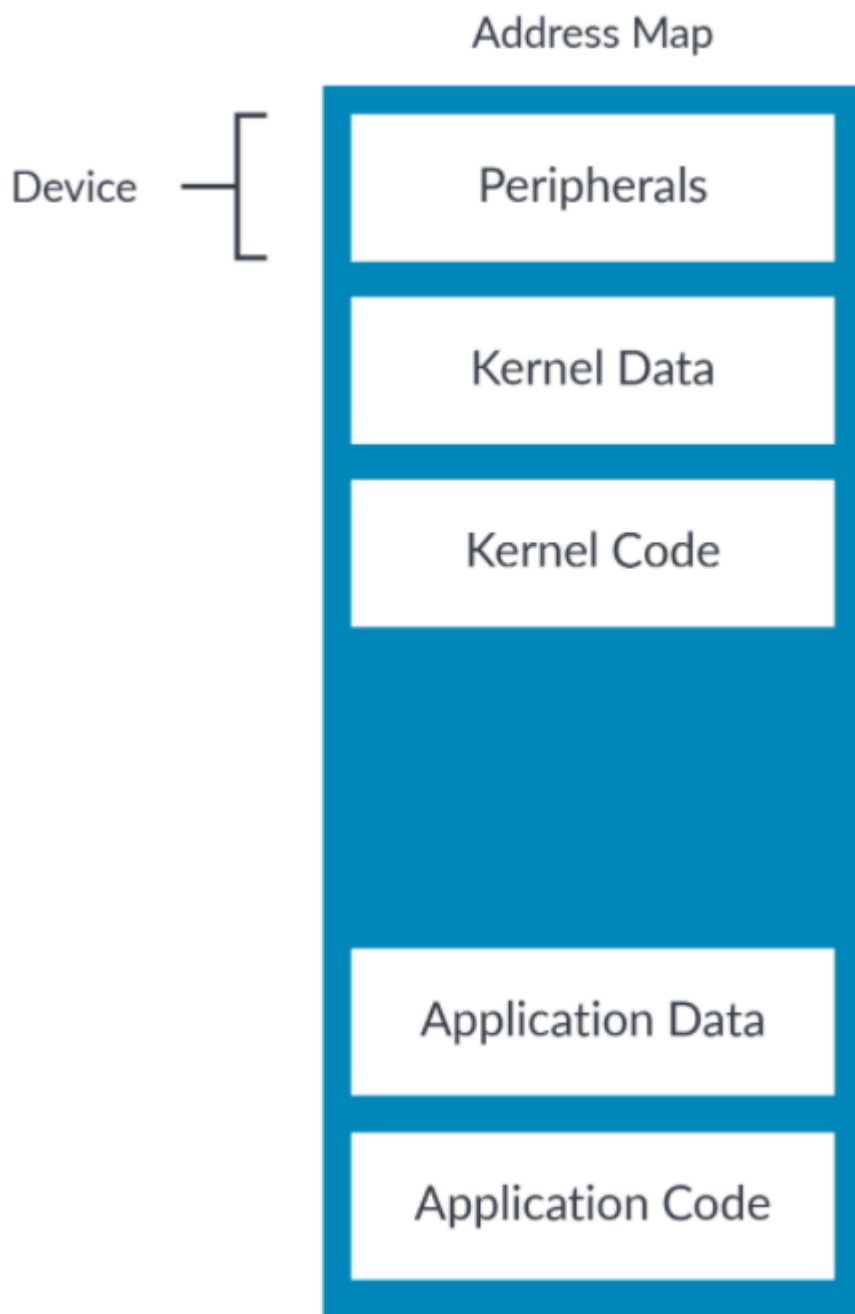 Address Map
Device
Peripherals
Kernel Data
Kernel Code
Application Data
Application Code